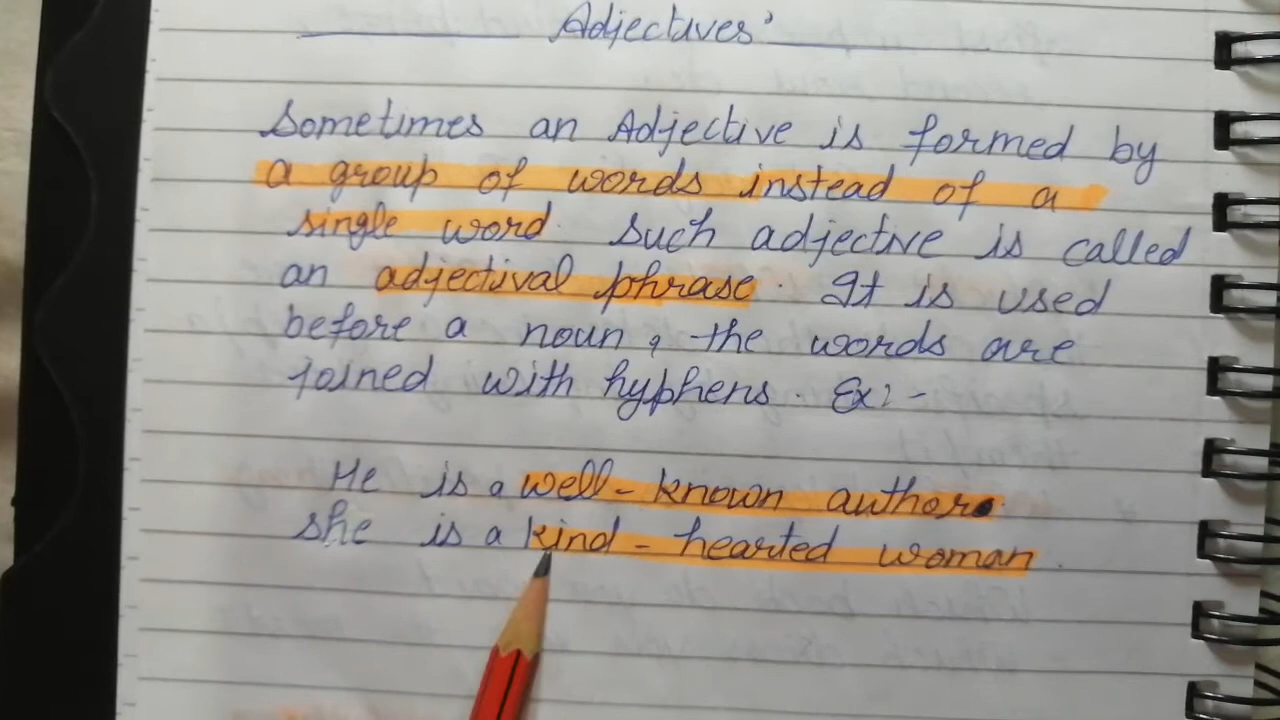 Adjectives'
Sometimes an Adjective is formed by
a group of words instead of a
single word. Such adjective is called
an adjectival phrase. It is used
before a noun, the words are
joined with hyphens. Ex:-
He is a well-known author.
She is a kind-hearted woman.